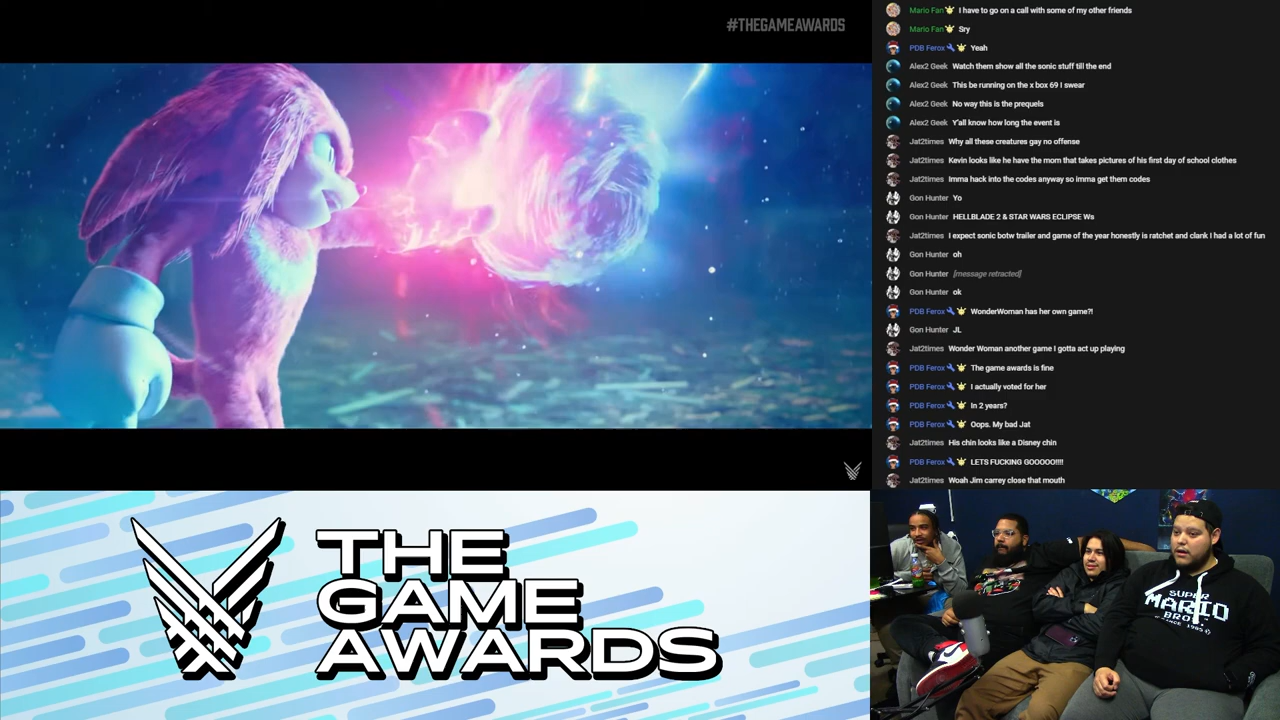 #THEGAMEAWARDS
Mario Fan I have to go on a call with some of my other friends
Mario Fan Sry
PDB Ferox Yeah
Alex2 Geek Watch them show all the sonic stuff till the end
Alex2 Geek This be running on the x box 69 I swear
Alex2 Geek No way this is the prequels
Alex2 Geek Y'all know how long the event is
Jat2times Why all these creatures gay no offense
Jat2times Kevin looks like he have the mom that takes pictures of his first day of school clothes
Jat2times Imma hack into the codes anyway so imma get them codes
Gon Hunter Yo
Gon Hunter HELLBLADE 2 & STAR WARS ECLIPSE Ws
Jat2times I expect sonic botw trailer and game of the year honestly is ratchet and clank I had a lot of fun
Gon Hunter oh
Gon Hunter [message retracted]
Gon Hunter ok
PDB Ferox WonderWoman has her own game?!
Gon Hunter JL
Jat2times Wonder Woman another game I gotta act up playing
PDB Ferox The game awards is fine
PDB Ferox I actually voted for her
PDB Ferox In 2 years?
PDB Ferox Oops. My bad Jat
Jat2times His chin looks like a Disney chin
PDB Ferox LETS FUCKING GOOOOO!!!!
Jat2times Woah Jim carrey close that mouth
THE
GAME
AWARDS
SUPER
MARIO
BROS
SINCE 1985